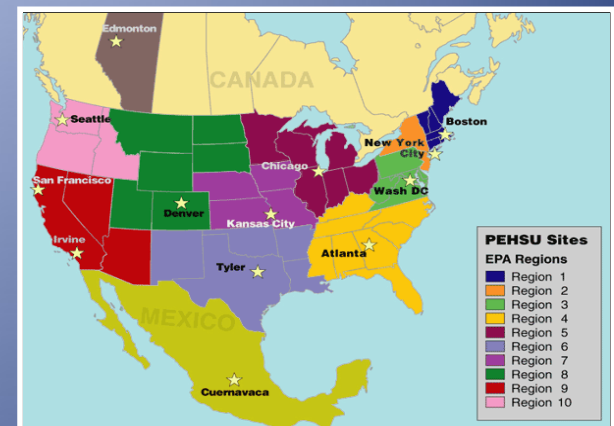 Edmonton
CANADA
Seattle
Boston
New York
City
Chicago
San Francisco
Wash DC
Denver
Kansas City
Irvine
Atlanta
Tyler
MEXICO
Cuernavaca
PEHSU Sites
EPA Regions
Region 1
Region 2
Region 3
Region 4
Region 5
Region 6
Region 7
Region 8
Region 9
Region 10